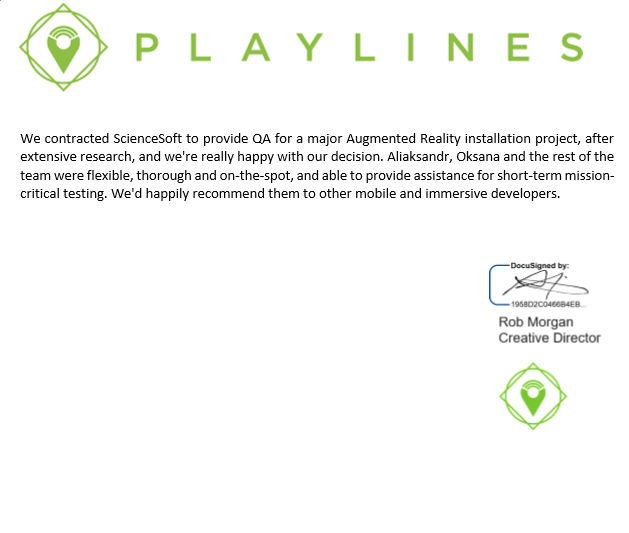 PLAYLINES
We contracted ScienceSoft to provide QA for a major Augmented Reality installation project, after
extensive research, and we're really happy with our decision. Aliaksandr, Oksana and the rest of the
team were flexible, thorough and on-the-spot, and able to provide assistance for short-term mission-
critical testing. We'd happily recommend them to other mobile and immersive developers.
DocuSigned by:
1958D2C0466B4EB...
Rob Morgan
Creative Director